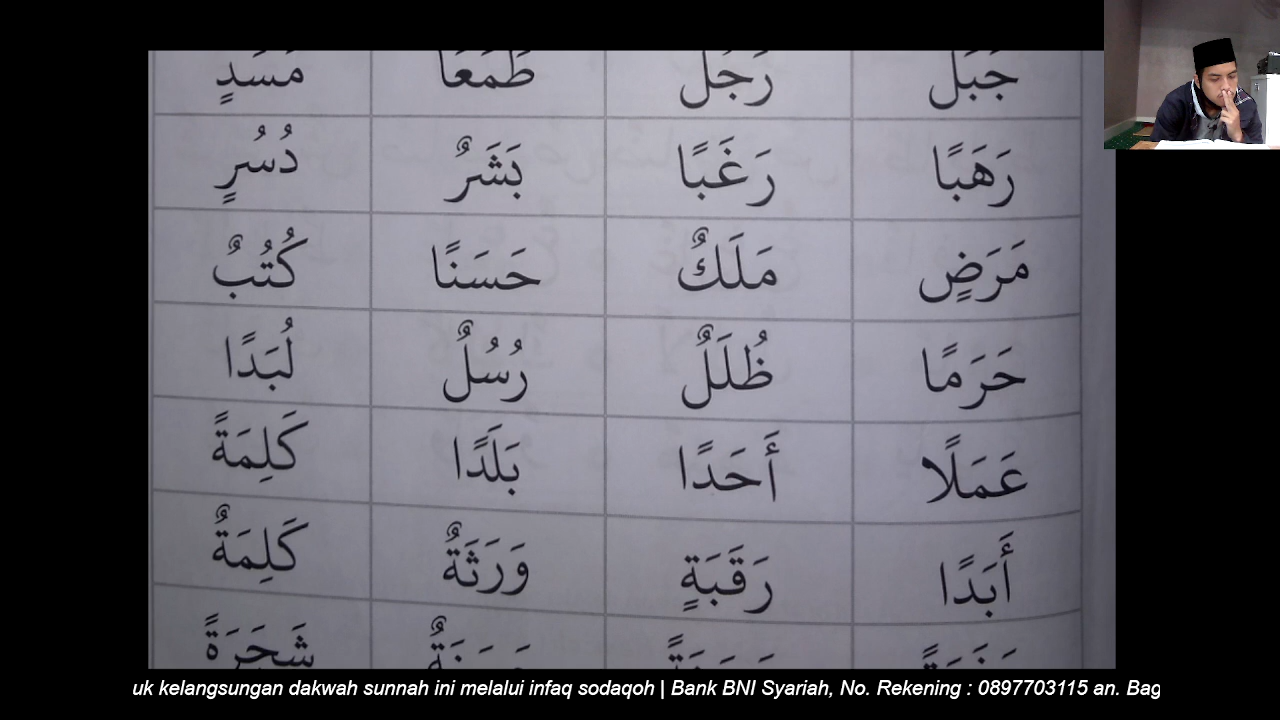 رَهَبًا رَغَبًا بَشَرٌ دُسُرٍ
مَرَضٍ مَلَكٌ حَسَنًا كُتُبٌ
حَرَمًا ظُلَلٌ رُسُلٌ لُبَدًا
عَمَلًا أَحَدًا بَلَدًا كَلِمَةً
أَبَدًا رَقَبَةٍ وَرَثَةٌ كَلِمَةٌ
شَجَرَةً
uk kelangsungan dakwah sunnah ini melalui infaq sodaqoh | Bank BNI Syariah, No. Rekening : 0897703115 an. Bag